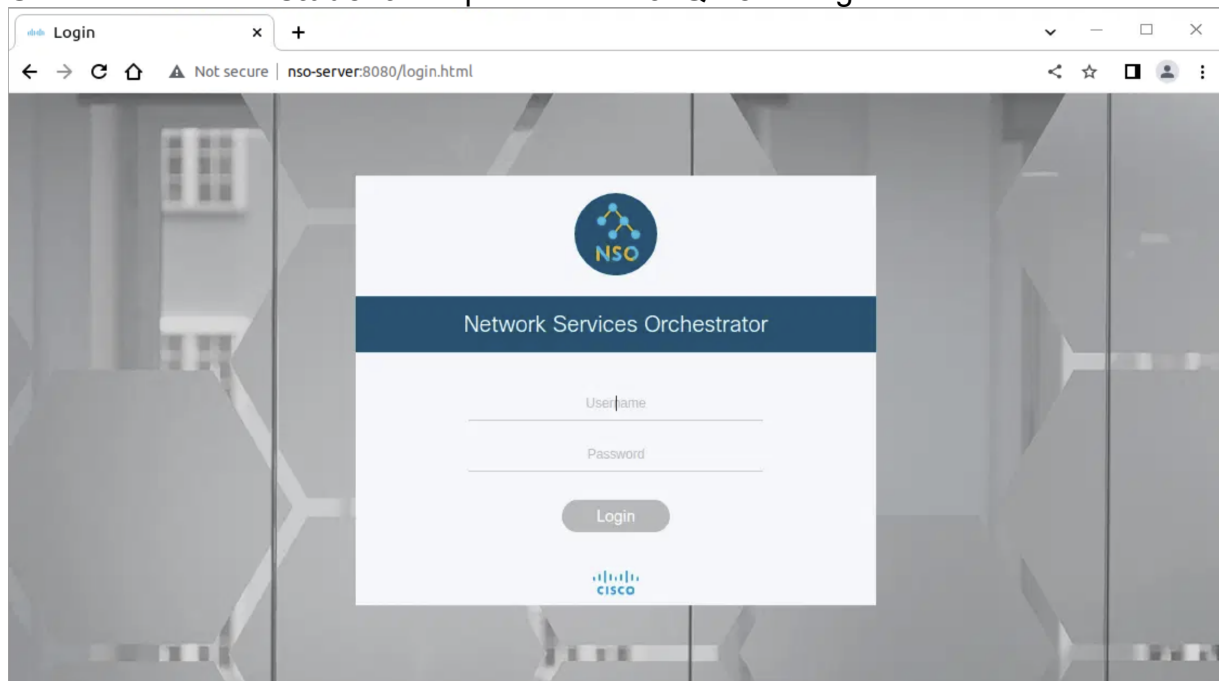 Login
Not secure | nso-server:8080/login.html
NSO
Network Services Orchestrator
Username
Password
Login
CISCO